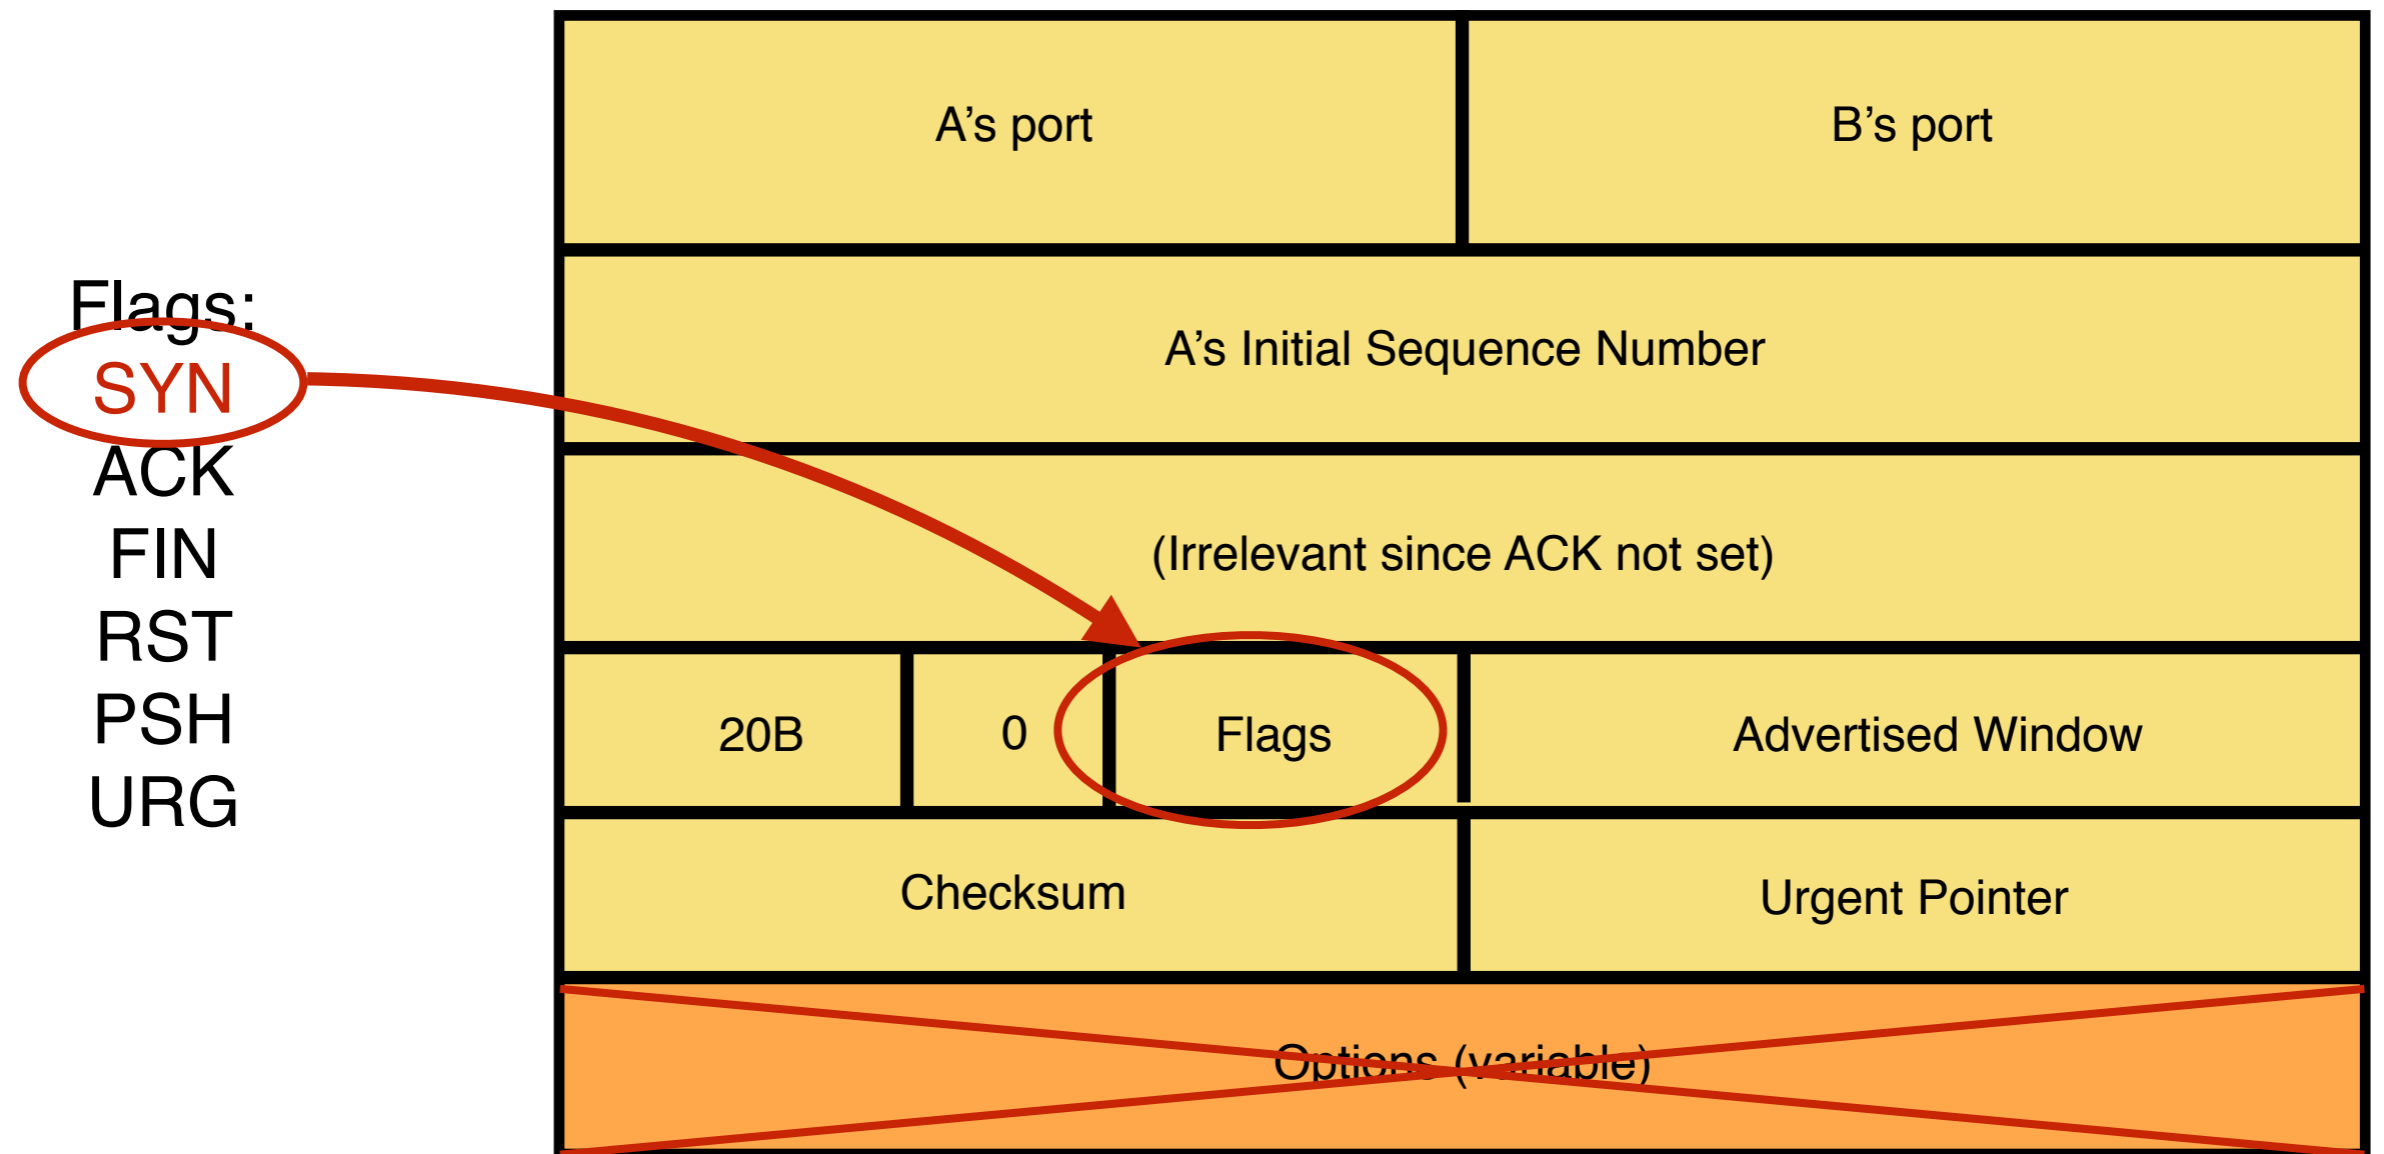 Flags:
SYN
ACK
FIN
RST
PSH
URG
A's port
B's port
A's Initial Sequence Number
(Irrelevant since ACK not set)
20B
0
Flags
Advertised Window
Checksum
Urgent Pointer
Options (variable)